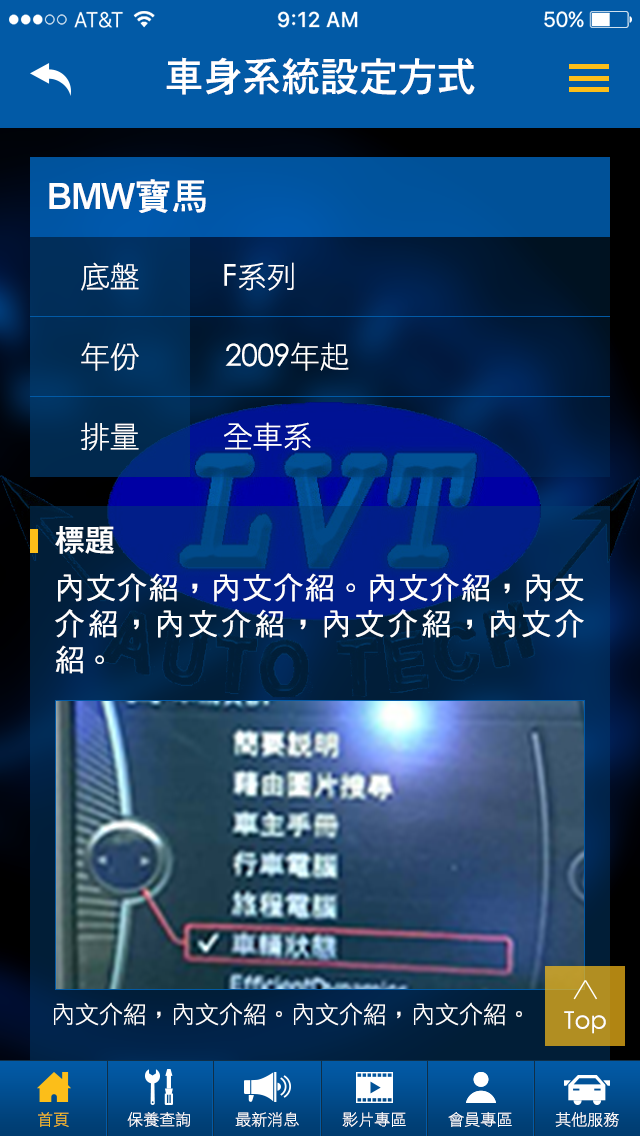 AT&T 9:12 AM 50%
車身系統設定方式
BMW寶馬
底盤 F系列
年份 2009年起
排量 全車系
LVT
AUTO TECH
標題
內文介紹，內文介紹。內文介紹，內文
介紹，內文介紹，內文介紹，內文介
紹。
簡要說明
藉由圖片搜尋
車主手冊
行車電腦
旅程電腦
車輛狀態
EfficientDynamics
內文介紹，內文介紹。內文介紹，內文介紹。
Top
首頁 保養查詢 最新消息 影片專區 會員專區 其他服務